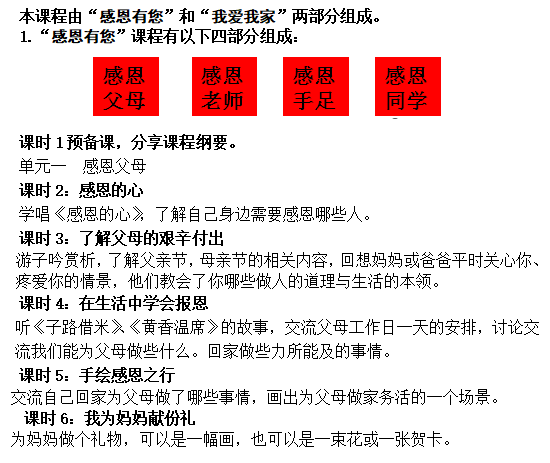 本课程由“感恩有您”和“我爱我家”两部分组成。
1.“感恩有您”课程有以下四部分组成：
感恩 感恩 感恩 感恩
父母 老师 手足 同学
课时1预备课，分享课程纲要。
单元一 感恩父母
课时2：感恩的心
学唱《感恩的心》，了解自己身边需要感恩哪些人。
课时3：了解父母的艰辛付出
游子吟赏析，了解父亲节，母亲节的相关内容，回想妈妈或爸爸平时关心你、
疼爱你的情景，他们教会了你哪些做人的道理与生活的本领。
课时4：在生活中学会报恩
听《子路借米》、《黄香温席》的故事，交流父母工作日一天的安排，讨论交
流我们能为父母做些什么。回家做些力所能及的事情。
课时5：手绘感恩之行
交流自己回家为父母做了哪些事情，画出为父母做家务活的一个场景。
课时6：我为妈妈献份礼
为妈妈做个礼物，可以是一幅画，也可以是一束花或一张贺卡。